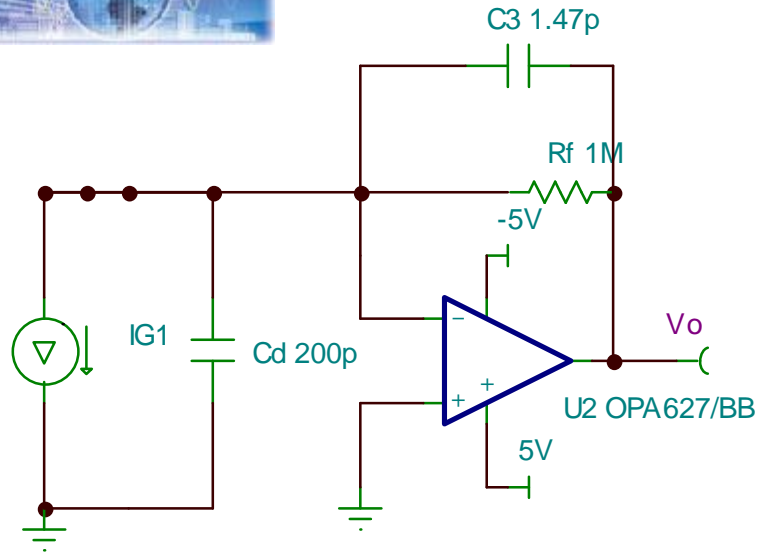 C3 1.47p
Rf 1M
-5V
IG1
Cd 200p
Vo
U2 OPA627/BB
5V